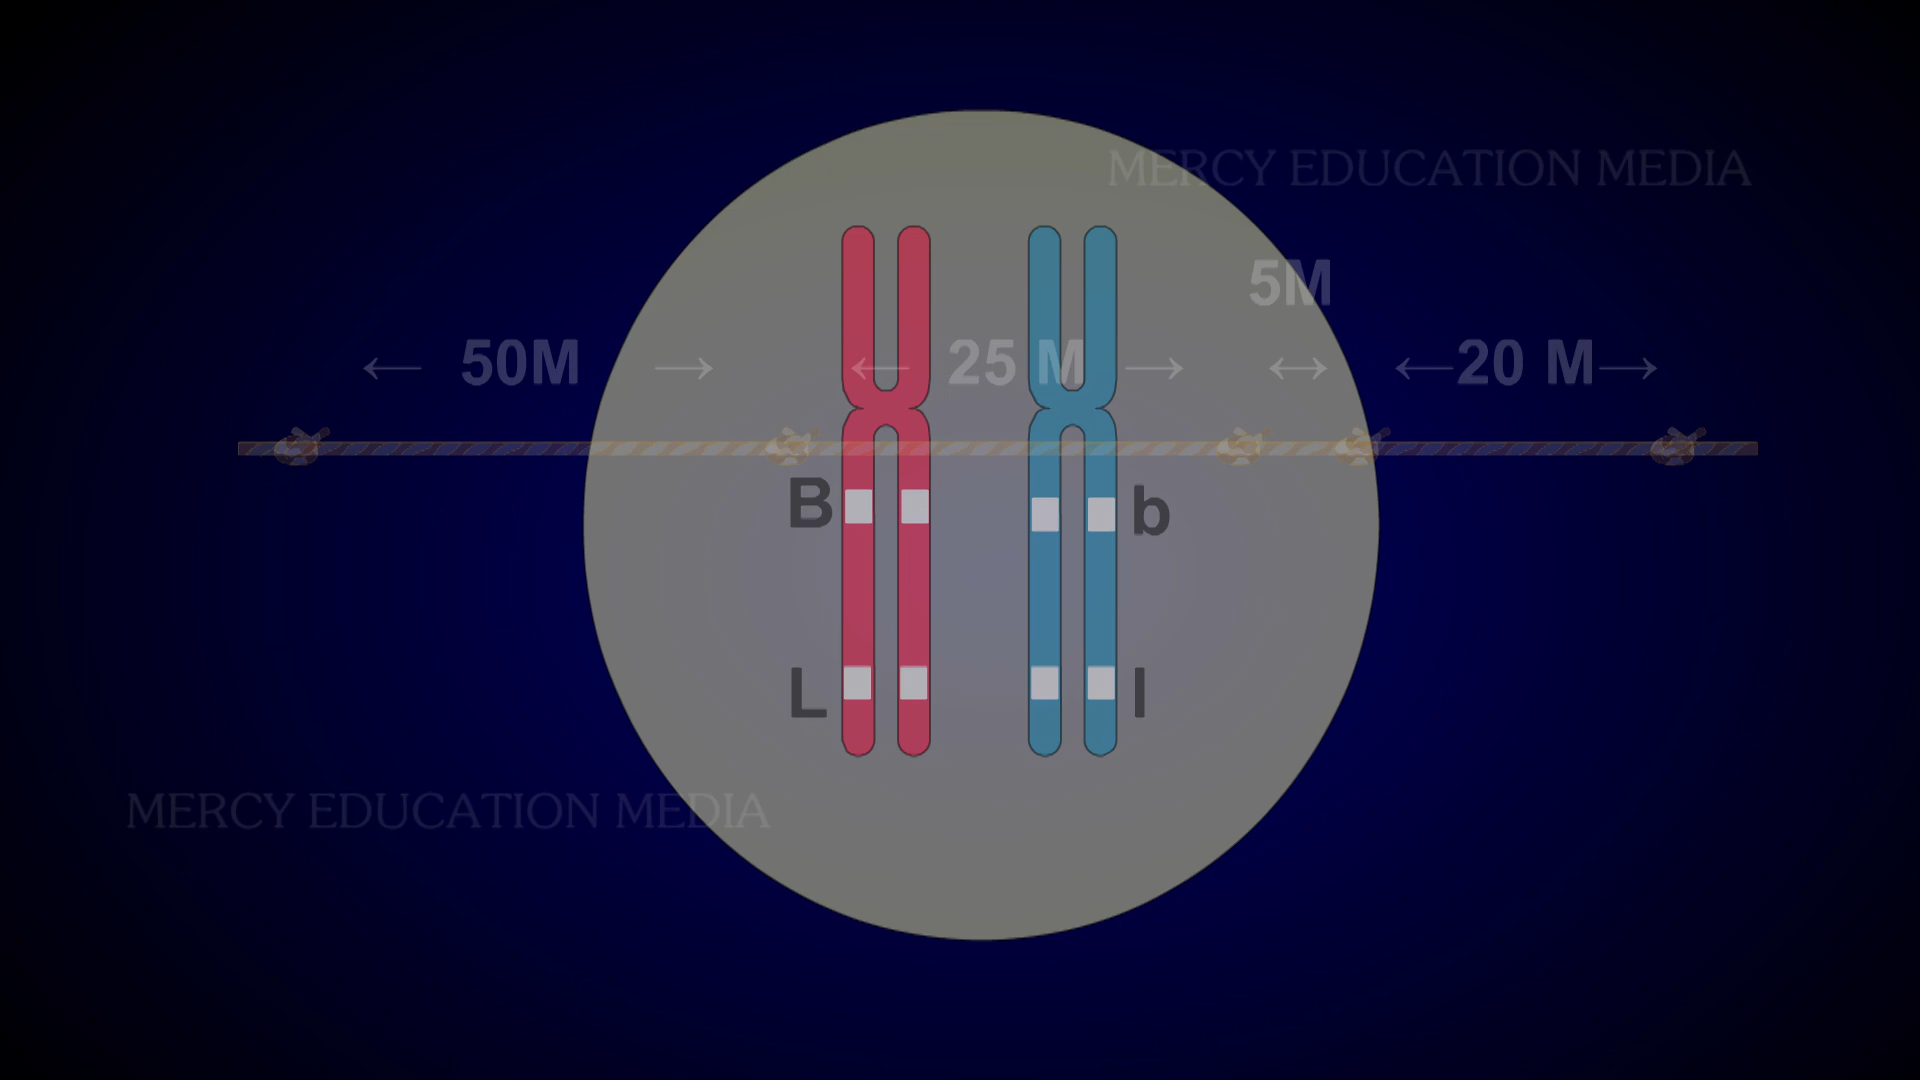 MERCY EDUCATION MEDIA
5M
← 50M → ← 25 M → ↔ ←20 M→
B b
L l
MERCY EDUCATION MEDIA